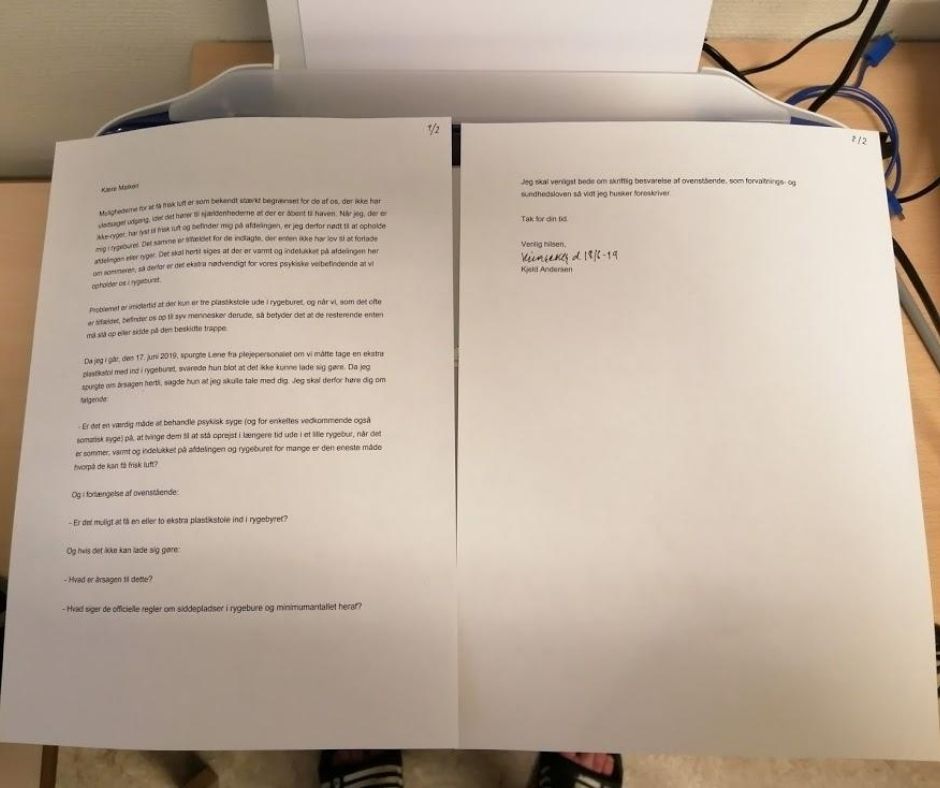 1/2
Kære Maiken
Mulighederne for at få frisk luft er som bekendt stærkt begrænset for de af os, der ikke har
uledsaget udgang, idet det hører til sjældenhederne at der er åbent til haven. Når jeg, der er
ikke-ryger, har lyst til frisk luft og befinder mig på afdelingen, er jeg derfor nødt til at opholde
mig i rygeburet. Det samme er tilfældet for de indlagte, der enten ikke har lov til at forlade
afdelingen eller ryger. Det skal hertil siges at der er varmt og indelukket på afdelingen her
om sommeren, så derfor er det ekstra nødvendigt for vores psykiske velbefindende at vi
opholder os i rygeburet.
Problemet er imidlertid at der kun er tre plastikstole ude i rygeburet, og når vi, som det ofte
er tilfældet, befinder os op til syv mennesker derude, så betyder det at de resterende enten
må stå op eller sidde på den beskidte trappe.
Da jeg i går, den 17. juni 2019, spurgte Lene fra plejepersonalet om vi måtte tage en ekstra
plastikstol med ind i rygeburet, svarede hun blot at det ikke kunne lade sig gøre. Da jeg
spurgte om årsagen hertil, sagde hun at jeg skulle tale med dig. Jeg skal derfor høre dig om
følgende:
- Er det en værdig måde at behandle psykisk syge (og for enkeltes vedkommende også
somatisk syge) på, at tvinge dem til at stå oprejst i længere tid ude i et lille rygebur, når det
er sommer, varmt og indelukket på afdelingen og rygeburet for mange er den eneste måde
hvorpå de kan få frisk luft?
Og i forlængelse af ovenstående:
- Er det muligt at få en eller to ekstra plastikstole ind i rygebyret?
Og hvis det ikke kan lade sig gøre:
- Hvad er årsagen til dette?
- Hvad siger de officielle regler om siddepladser i rygebure og minimumantallet heraf?
2/2
Jeg skal venligst bede om skriftlig besvarelse af ovenstående, som forvaltnings- og
sundhedsloven så vidt jeg husker foreskriver.
Tak for din tid.
Venlig hilsen,
d. 18/6-19
Kjeld Andersen